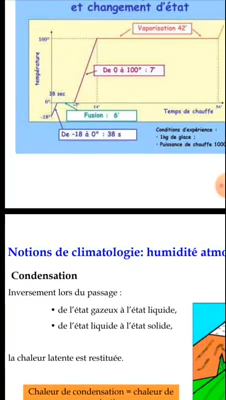 et changement d'état
Vaporisation 42'
100°
De 0 à 100° : 7'
température
38 sec
0°
-18°
Fusion : 6'
Temps de chauffe
De -18 à 0° : 38 s
Conditions d'expérience -
• 1kg de glace ;
• Puissance de chauffe 1000
Notions de climatologie: humidité atmo
Condensation
Inversement lors du passage :
• de l'état gazeux à l'état liquide,
• de l'état liquide à l'état solide,
la chaleur latente est restituée.
Chaleur de condensation = chaleur de